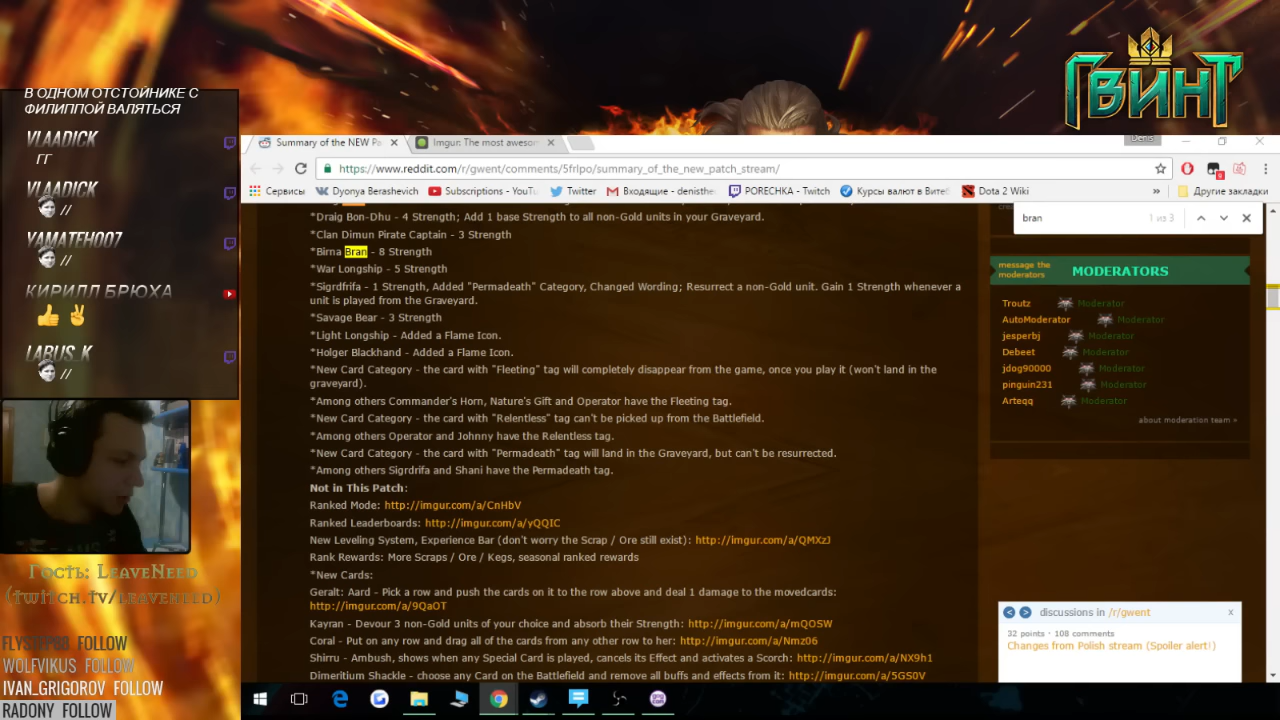 В ОДНОМ ОТСТОЙНИКЕ С
ФИЛИППОЙ ВАЛЯТЬСЯ
VLAADICK
ГГ
VLAADICK
//
YAMATEH007
//
КИРИЛЛ БРЮХА
LABUS_K
//
Гость: LeaveNeed
(twitch.tv/leaveneed)
FOLLOW
WOLFVIKUS FOLLOW
IVAN_GRIGOROV FOLLOW
RADONY FOLLOW
ГВИНТ
Denis
Summary of the NEW Pa
Imgur: The most awesom
https://www.reddit.com/r/gwent/comments/5frlpo/summary_of_the_new_patch_stream/
Сервисы
Dyonya Berashevich
Subscriptions - YouTu
Twitter
Входящие - denisthe
PORECHKA - Twitch
Курсы валют в Вите
Dota 2 Wiki
»
Другие закладки
bran
1 из 3
*Draig Bon-Dhu - 4 Strength; Add 1 base Strength to all non-Gold units in your Graveyard.
*Clan Dimun Pirate Captain - 3 Strength
*Birna Bran - 8 Strength
*War Longship - 5 Strength
*Sigrdrifa - 1 Strength, Added "Permadeath" Category, Changed Wording; Resurrect a non-Gold unit. Gain 1 Strength whenever a
unit is played from the Graveyard.
*Savage Bear - 3 Strength
*Light Longship - Added a Flame Icon.
*Holger Blackhand - Added a Flame Icon.
*New Card Category - the card with "Fleeting" tag will completely disappear from the game, once you play it (won't land in the
graveyard).
*Among others Commander's Horn, Nature's Gift and Operator have the Fleeting tag.
*New Card Category - the card with "Relentless" tag can't be picked up from the Battlefield.
*Among others Operator and Johnny have the Relentless tag.
*New Card Category - the card with "Permadeath" tag will land in the Graveyard, but can't be resurrected.
*Among others Sigrdrifa and Shani have the Permadeath tag.
Not in This Patch:
Ranked Mode: http://imgur.com/a/CnHbV
Ranked Leaderboards: http://imgur.com/a/yQQIC
New Leveling System, Experience Bar (don't worry the Scrap / Ore still exist): http://imgur.com/a/QMXzJ
Rank Rewards: More Scraps / Ore / Kegs, seasonal ranked rewards
*New Cards:
Geralt: Aard - Pick a row and push the cards on it to the row above and deal 1 damage to the movedcards:
http://imgur.com/a/9QaOT
Kayran - Devour 3 non-Gold units of your choice and absorb their Strength: http://imgur.com/a/mQOSW
Coral - Put on any row and drag all of the cards from any other row to her: http://imgur.com/a/Nmz06
Shirru - Ambush, shows when any Special Card is played, cancels its Effect and activates a Scorch: http://imgur.com/a/NX9h1
Dimeritium Shackle - choose any Card on the Battlefield and remove all buffs and effects from it: http://imgur.com/a/5GS0V
message the
moderators
MODERATORS
Troutz Moderator
AutoModerator Moderator
jesperbj Moderator
Debeet Moderator
jdog90000 Moderator
pinguin231 Moderator
Arteqq Moderator
about moderation team »
discussions in /r/gwent
x
32 points · 108 comments
Changes from Polish stream (Spoiler alert!)